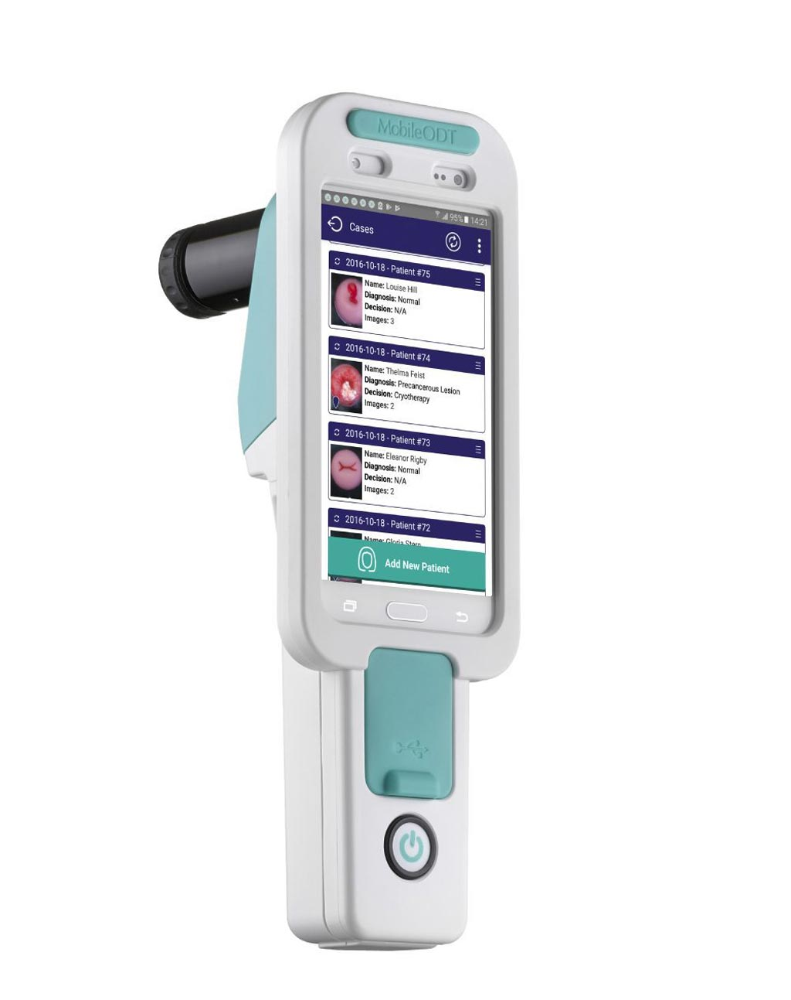 MobileODT
95% 14:21
Cases
2016-10-18 - Patient #75
Name: Louise Hill
Diagnosis: Normal
Decision: N/A
Images: 3
2016-10-18 - Patient #74
Name: Thelma Feist
Diagnosis: Precancerous Lesion
Decision: Cryotherapy
Images: 2
2016-10-18 - Patient #73
Name: Eleanor Rigby
Diagnosis: Normal
Decision: N/A
Images: 2
2016-10-18 - Patient #72
Name: Gloria Stern
Add New Patient